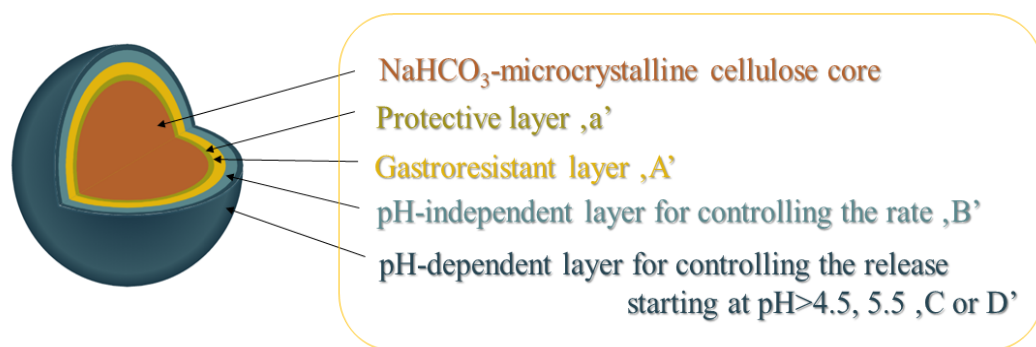 NaHCO₃-microcrystalline cellulose core
Protective layer ‚a’
Gastroresistant layer ‚A’
pH-independent layer for controlling the rate ‚B’
pH-dependent layer for controlling the release
starting at pH>4.5, 5.5 ‚C or D’